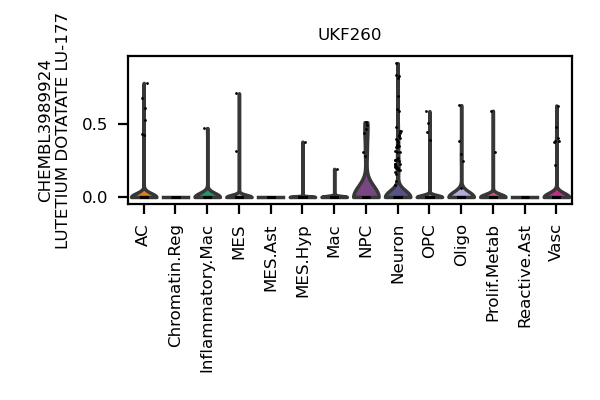 UKF260
CHEMBL3989924
LUTETIUM DOTATATE LU-177
0.5
0.0
AC
Chromatin.Reg
Inflammatory.Mac
MES
MES.Ast
MES.Hyp
Mac
NPC
Neuron
OPC
Oligo
Prolif.Metab
Reactive.Ast
Vasc